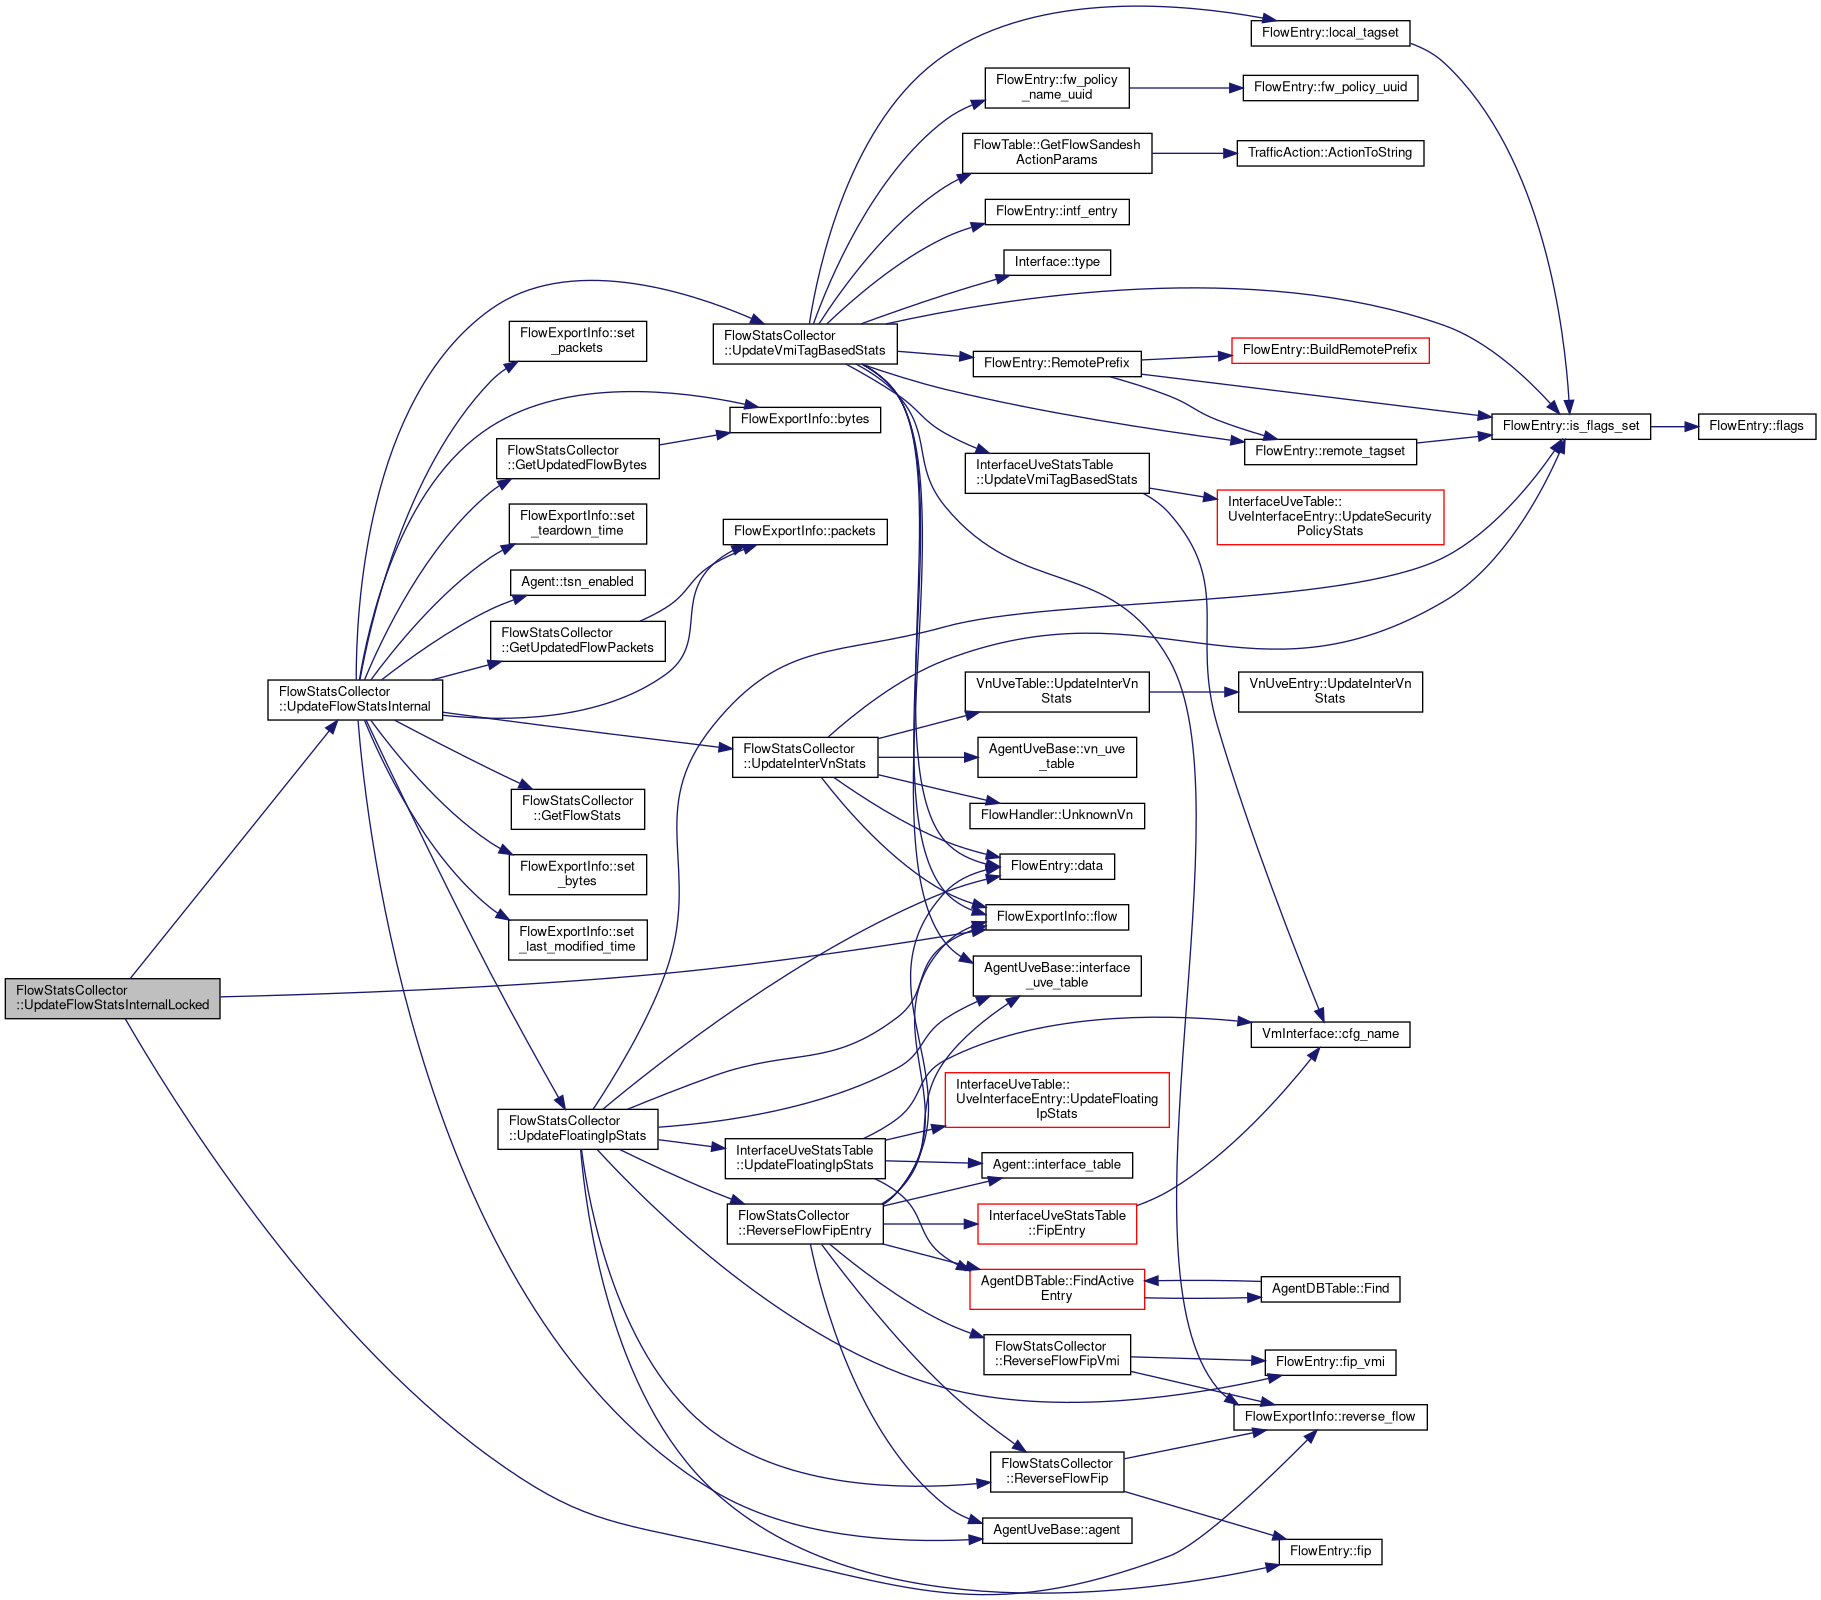 FlowEntry::local_tagset
FlowEntry::fw_policy
_name_uuid
FlowEntry::fw_policy_uuid
FlowTable::GetFlowSandesh
ActionParams
TrafficAction::ActionToString
FlowEntry::intf_entry
Interface::type
FlowExportInfo::set
_packets
FlowStatsCollector
::UpdateVmiTagBasedStats
FlowEntry::RemotePrefix
FlowEntry::BuildRemotePrefix
FlowExportInfo::bytes
FlowEntry::is_flags_set
FlowEntry::flags
FlowStatsCollector
::GetUpdatedFlowBytes
FlowEntry::remote_tagset
InterfaceUveStatsTable
::UpdateVmiTagBasedStats
InterfaceUveTable::
UveInterfaceEntry::UpdateSecurity
PolicyStats
FlowExportInfo::set
_teardown_time
FlowExportInfo::packets
Agent::tsn_enabled
FlowStatsCollector
::GetUpdatedFlowPackets
FlowStatsCollector
::UpdateFlowStatsInternal
VnUveTable::UpdateInterVn
Stats
VnUveEntry::UpdateInterVn
Stats
FlowStatsCollector
::UpdateInterVnStats
AgentUveBase::vn_uve
_table
FlowStatsCollector
::GetFlowStats
FlowHandler::UnknownVn
FlowExportInfo::set
_bytes
FlowEntry::data
FlowExportInfo::set
_last_modified_time
FlowExportInfo::flow
AgentUveBase::interface
_uve_table
FlowStatsCollector
::UpdateFlowStatsInternalLocked
VmInterface::cfg_name
InterfaceUveTable::
UveInterfaceEntry::UpdateFloating
IpStats
FlowStatsCollector
::UpdateFloatingIpStats
InterfaceUveStatsTable
::UpdateFloatingIpStats
Agent::interface_table
FlowStatsCollector
::ReverseFlowFipEntry
InterfaceUveStatsTable
::FipEntry
AgentDBTable::FindActive
Entry
AgentDBTable::Find
FlowStatsCollector
::ReverseFlowFipVmi
FlowEntry::fip_vmi
FlowExportInfo::reverse_flow
FlowStatsCollector
::ReverseFlowFip
AgentUveBase::agent
FlowEntry::fip